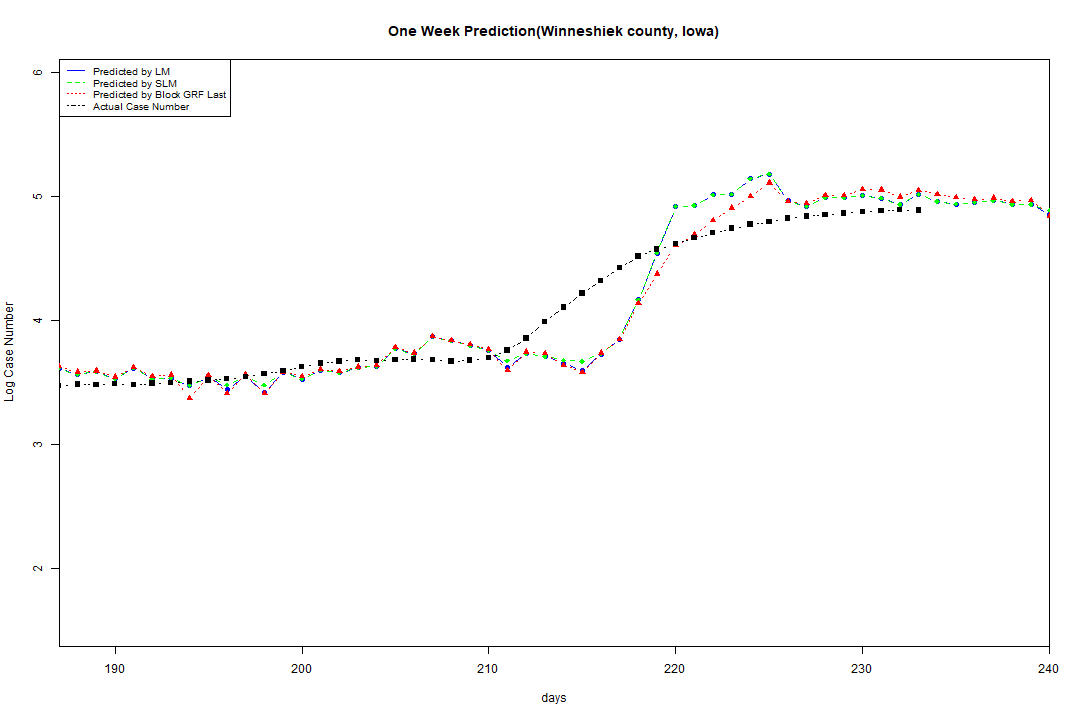 One Week Prediction(Winneshiek county, Iowa)
6
Predicted by LM
Predicted by SLM
Predicted by Block GRF Last
Actual Case Number
5
4
3
2
Log Case Number
190
200
210
220
230
240
days